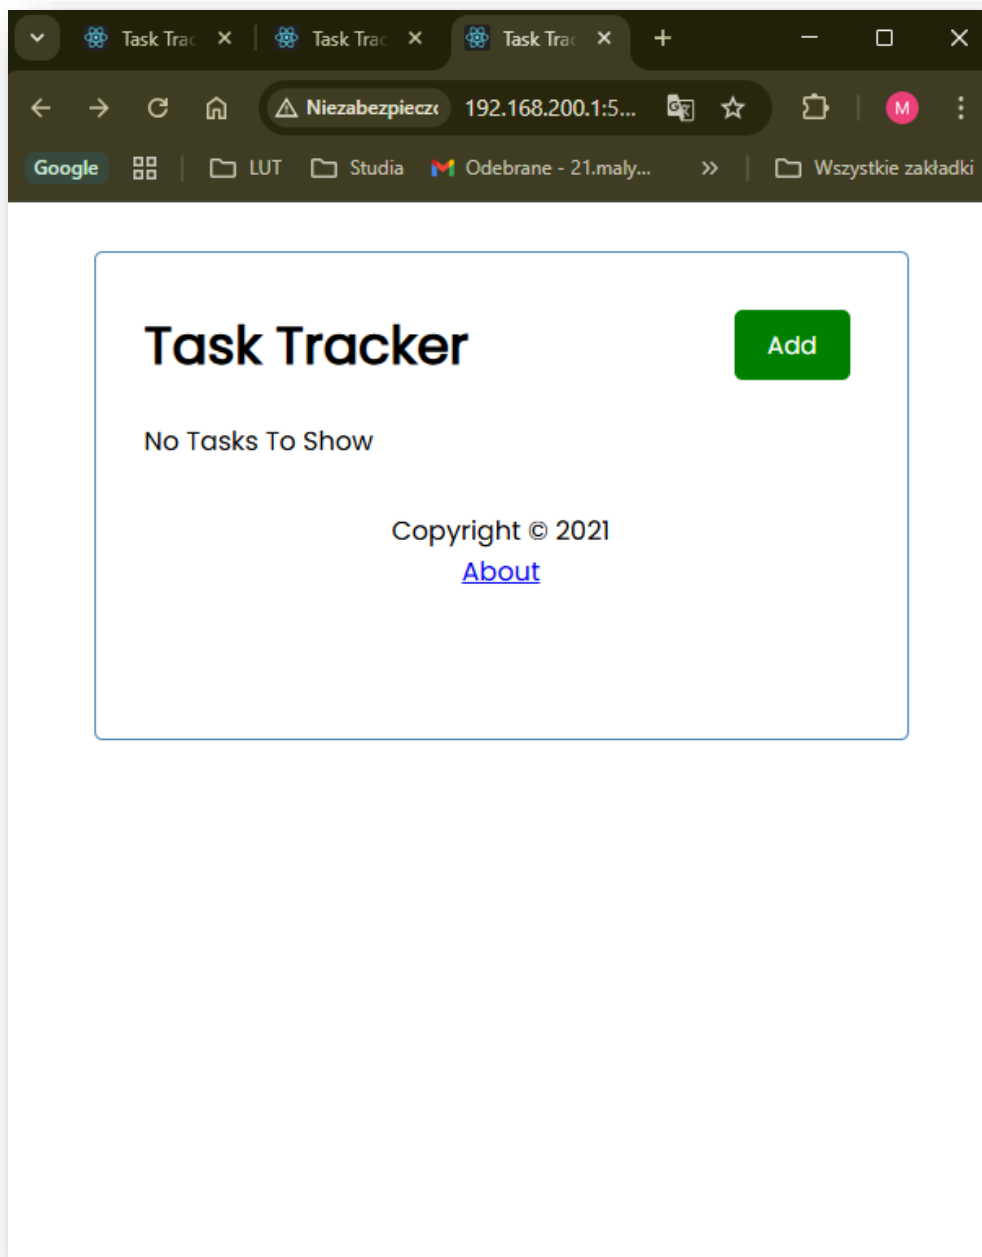 Task Trac Task Trac Task Trac
Niezabezpiecz 192.168.200.1:5... M
Google LUT Studia Odebrane - 21.maly... Wszystkie zakładki
Task Tracker Add
No Tasks To Show
Copyright © 2021
About